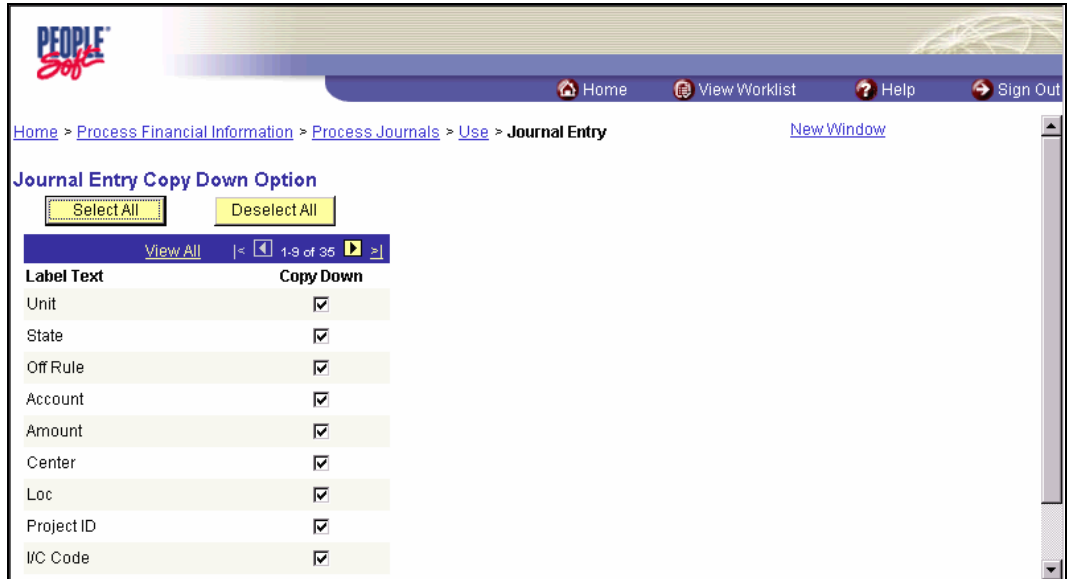 PEOPLE
Soft
Home View Worklist Help Sign Out
Home > Process Financial Information > Process Journals > Use > Journal Entry New Window
Journal Entry Copy Down Option
Select All Deselect All
View All |< 1-9 of 35 >|
Label Text Copy Down
Unit
State
Off Rule
Account
Amount
Center
Loc
Project ID
I/C Code